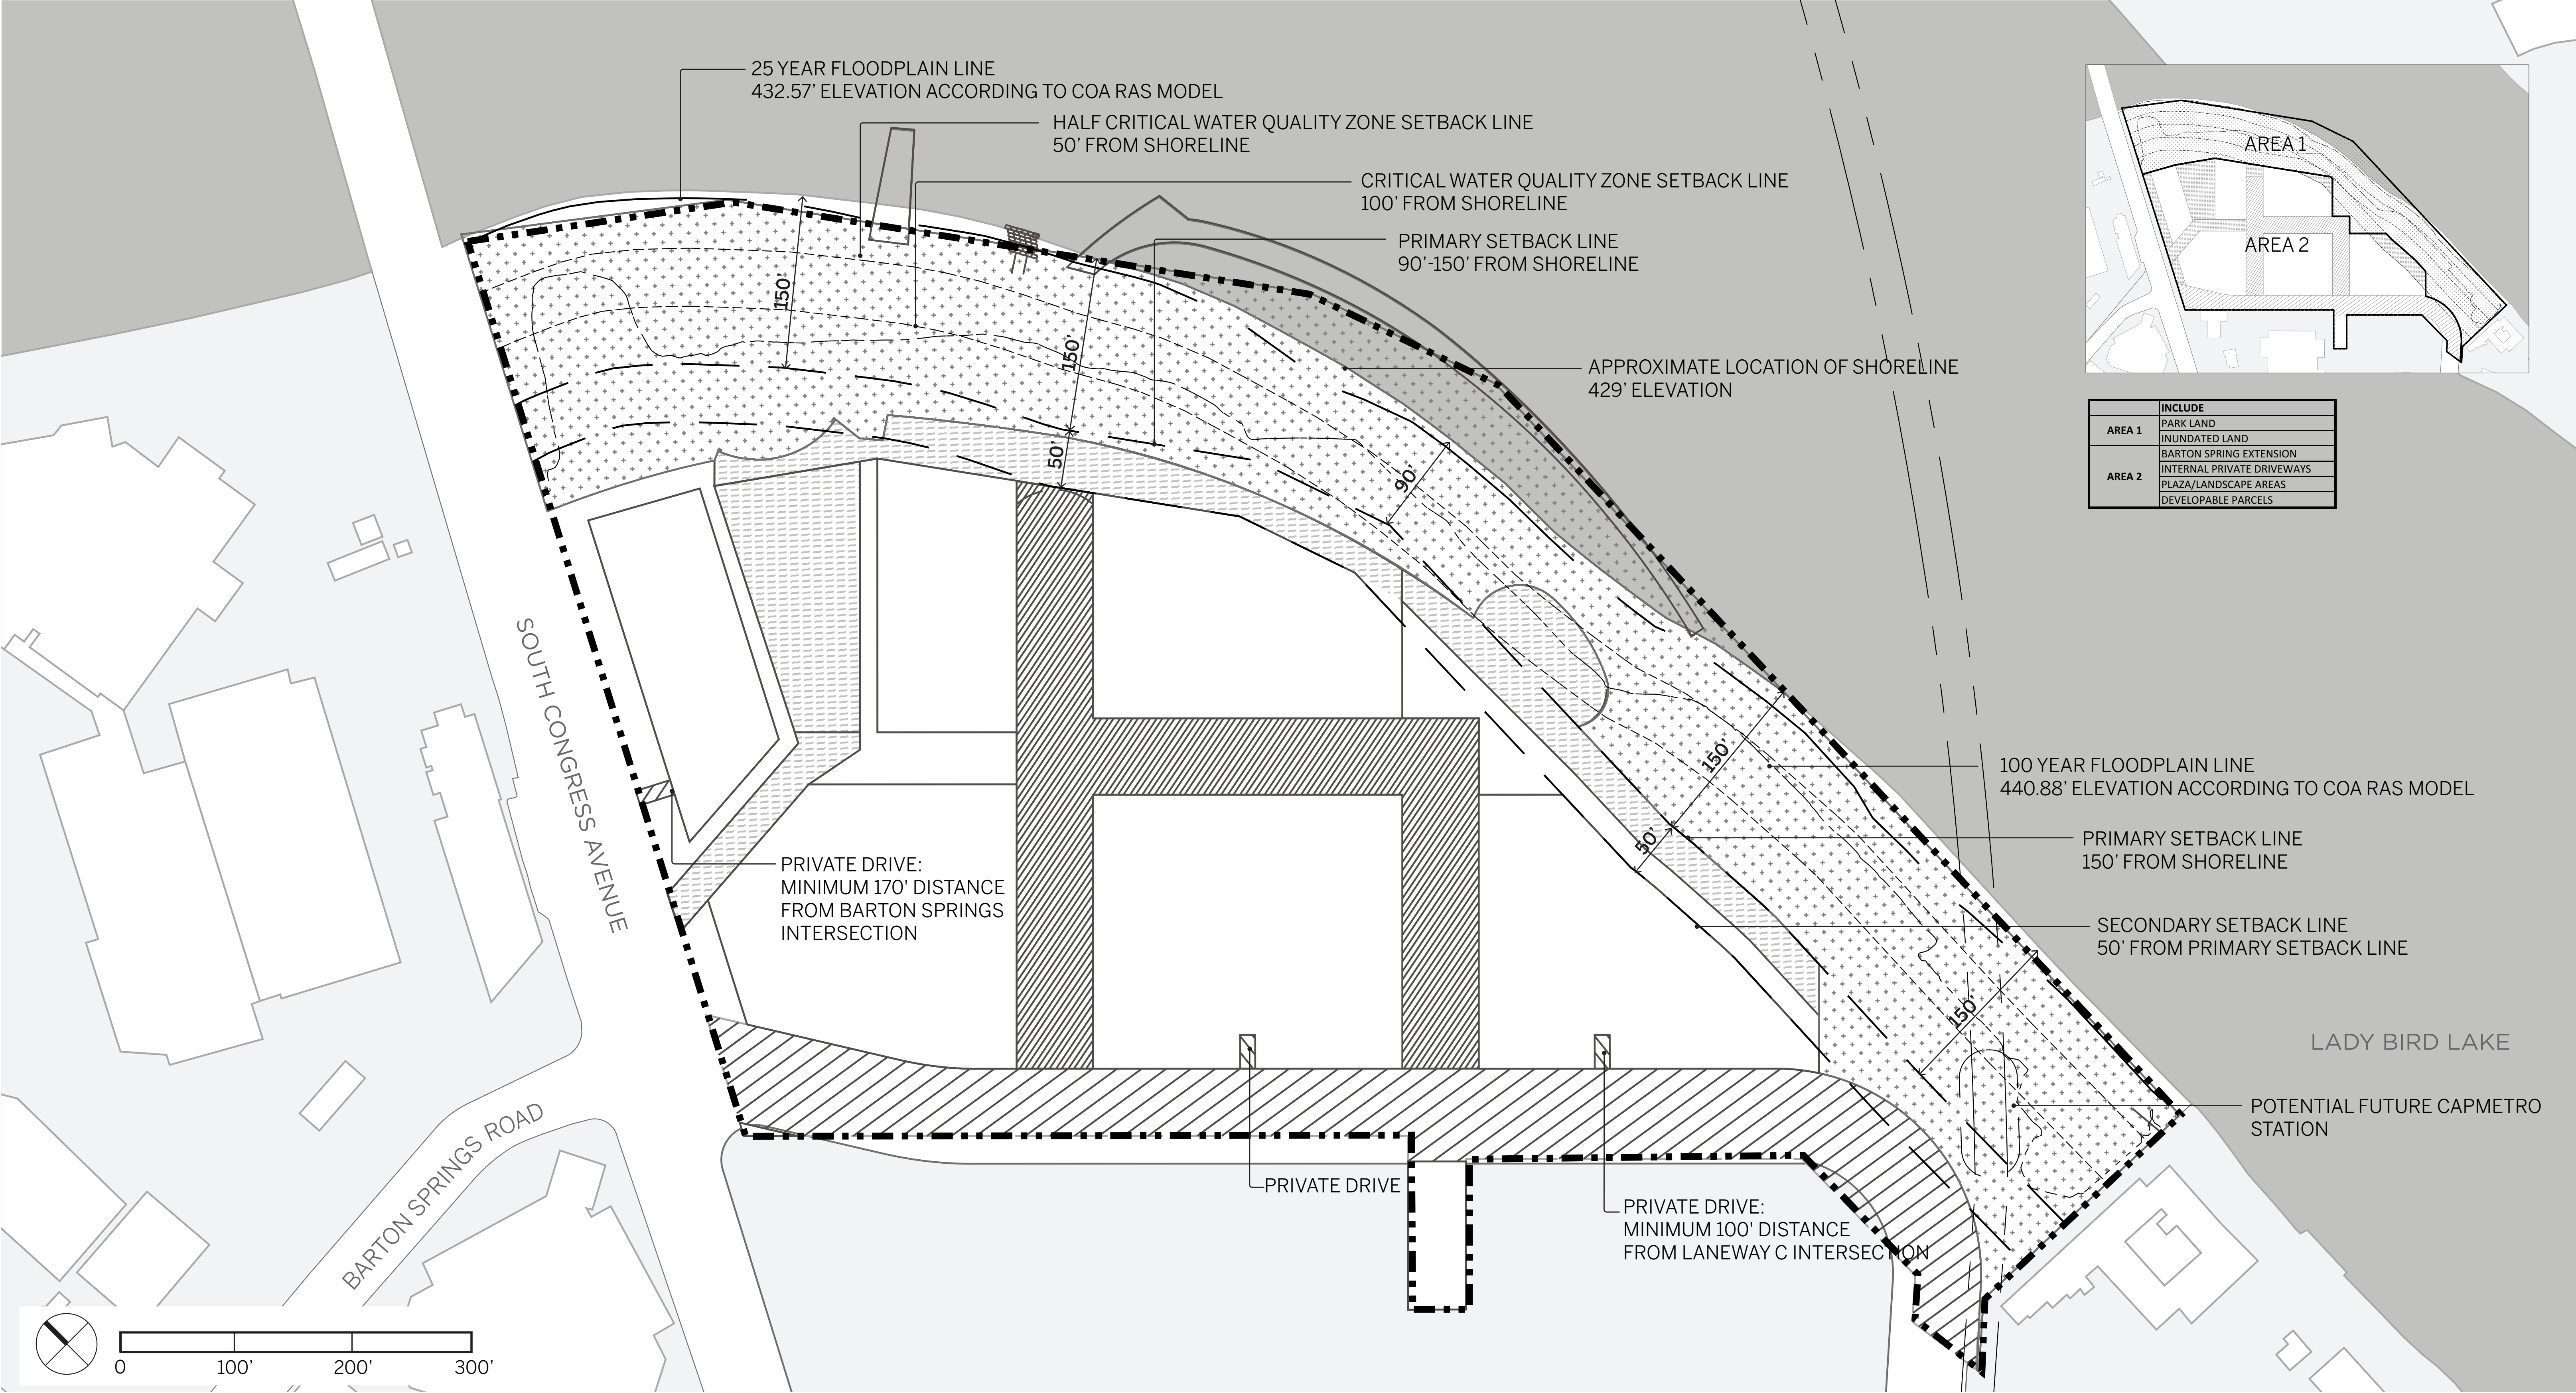 25 YEAR FLOODPLAIN LINE
432.57' ELEVATION ACCORDING TO COA RAS MODEL
HALF CRITICAL WATER QUALITY ZONE SETBACK LINE
50' FROM SHORELINE
CRITICAL WATER QUALITY ZONE SETBACK LINE
100' FROM SHORELINE
PRIMARY SETBACK LINE
90'-150' FROM SHORELINE
APPROXIMATE LOCATION OF SHORELINE
429' ELEVATION
AREA 1
AREA 2
INCLUDE
AREA 1
PARK LAND
INUNDATED LAND
AREA 2
BARTON SPRING EXTENSION
INTERNAL PRIVATE DRIVEWAYS
PLAZA/LANDSCAPE AREAS
DEVELOPABLE PARCELS
150'
150'
50'
90'
150'
50'
150'
SOUTH CONGRESS AVENUE
100 YEAR FLOODPLAIN LINE
440.88' ELEVATION ACCORDING TO COA RAS MODEL
PRIMARY SETBACK LINE
150' FROM SHORELINE
PRIVATE DRIVE:
MINIMUM 170' DISTANCE
FROM BARTON SPRINGS
INTERSECTION
SECONDARY SETBACK LINE
50' FROM PRIMARY SETBACK LINE
LADY BIRD LAKE
POTENTIAL FUTURE CAPMETRO
STATION
BARTON SPRINGS ROAD
PRIVATE DRIVE
PRIVATE DRIVE:
MINIMUM 100' DISTANCE
FROM LANEWAY C INTERSECTION
0 100' 200' 300'